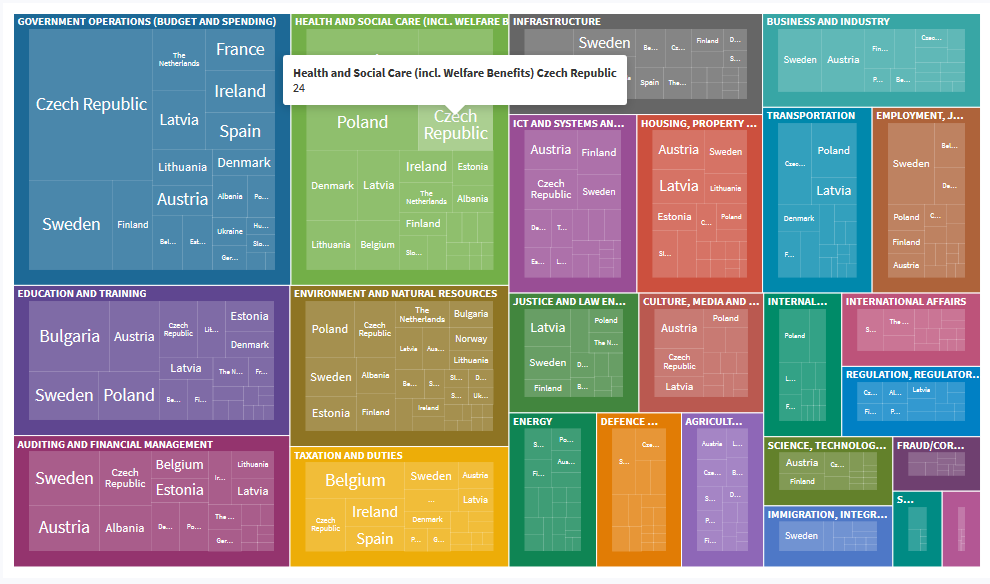 GOVERNMENT OPERATIONS (BUDGET AND SPENDING)
Czech Republic
The
Netherlands
France
Latvia
Ireland
Spain
Lithuania
Denmark
Sweden
Finland
Austria
Albania
Po...
Bel...
Est...
Ukraine
Hu...
Slo...
Ger...
HEALTH AND SOCIAL CARE (INCL. WELFARE B
Health and Social Care (incl. Welfare Benefits) Czech Republic
24
Poland
Czech
Republic
Denmark
Latvia
Ireland
Estonia
The
Netherlands
Albania
Lithuania
Belgium
Finland
Slo...
INFRASTRUCTURE
Sweden
Be...
Cz...
Finland
D...
S...
Spain
The...
BUSINESS AND INDUSTRY
Sweden
Austria
Fin...
Czec...
P...
Be...
ICT AND SYSTEMS AN...
Austria
Finland
Czech
Republic
Sweden
De...
T...
Es...
L...
HOUSING, PROPERTY ...
Austria
Sweden
Latvia
Lithuania
Estonia
C...
Poland
Sl...
TRANSPORTATION
Czec...
Poland
Latvia
Denmark
F...
EMPLOYMENT, J...
Sweden
Bel...
De...
Poland
C...
Finland
Austria
EDUCATION AND TRAINING
Bulgaria
Austria
Czech
Republic
Lit...
Estonia
Denmark
Latvia
The N...
Fr...
Sweden
Poland
Be...
Fi...
ENVIRONMENT AND NATURAL RESOURCES
Poland
Czech
Republic
The
Netherlands
Bulgaria
Latvia
Aus...
Norway
Lithuania
Sweden
Albania
Be...
S...
Sl...
D...
Estonia
Finland
Ireland
S...
Uk...
JUSTICE AND LAW EN...
Latvia
Poland
The N...
Sweden
D...
Finland
B...
CULTURE, MEDIA AND ...
Austria
Poland
Czech
Republic
Latvia
INTERNAL...
Poland
L...
F...
INTERNATIONAL AFFAIRS
S...
The ...
REGULATION, REGULATOR...
Cz...
Al...
Latvia
Fi...
P...
AUDITING AND FINANCIAL MANAGEMENT
Sweden
Czech
Republic
Belgium
Lithuania
Estonia
Ir...
Latvia
Austria
Albania
De...
Po...
The ...
Ger...
TAXATION AND DUTIES
Belgium
Sweden
Austria
...
Latvia
Czech
Republic
Ireland
Denmark
Spain
P...
G...
ENERGY
S...
Po...
Aus...
Fi...
DEFENCE ...
S...
Cze...
AGRICULT...
Austria
L...
Cze...
B...
S...
D...
P...
Fi...
SCIENCE, TECHNOLOG...
Austria
Cz...
Finland
FRAUD/COR...
IMMIGRATION, INTEGR...
Sweden
S...